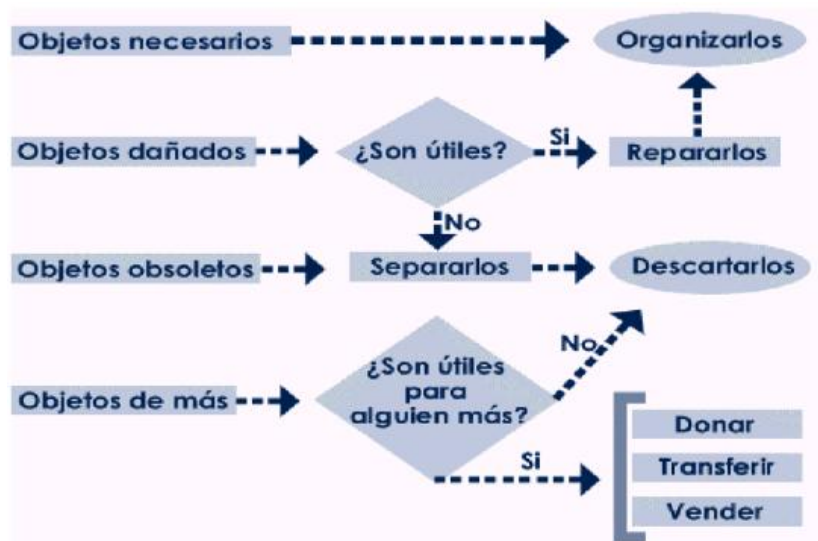 Objetos necesarios
Organizarlos
Objetos dañados
¿Son útiles?
Si
Repararlos
No
Objetos obsoletos
Separarlos
Descartarlos
Objetos de más
¿Son útiles
para
alguien más?
No
Si
Donar
Transferir
Vender